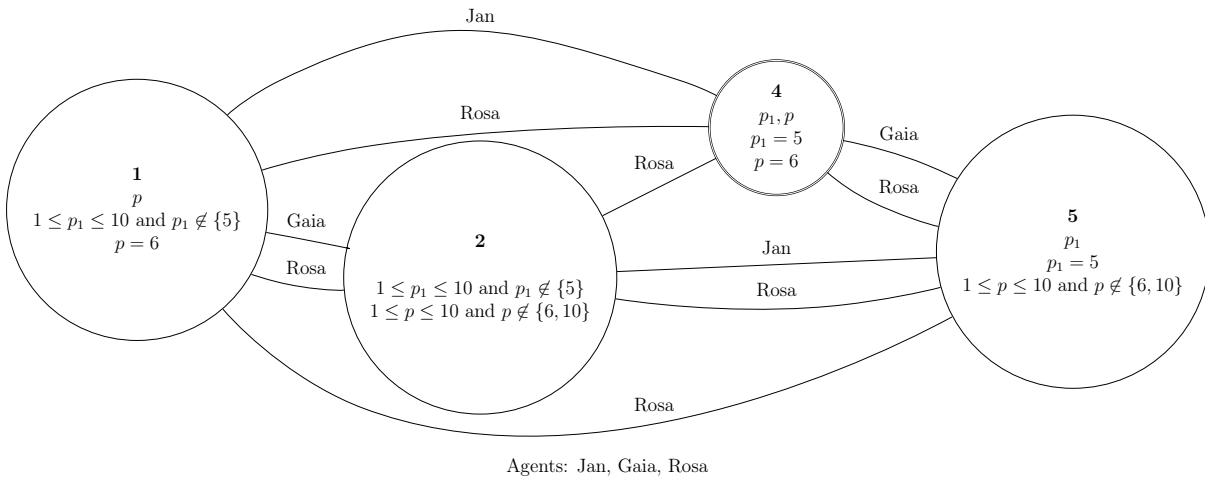 Jan
Rosa
1
p
1 ≤ p₁ ≤ 10 and p₁ ∉ {5}
p = 6
4
p₁, p
p₁ = 5
p = 6
Gaia
Rosa
Rosa
Gaia
Rosa
2
1 ≤ p₁ ≤ 10 and p₁ ∉ {5}
1 ≤ p ≤ 10 and p ∉ {6, 10}
Jan
Rosa
5
p₁
p₁ = 5
1 ≤ p ≤ 10 and p ∉ {6, 10}
Rosa
Agents: Jan, Gaia, Rosa